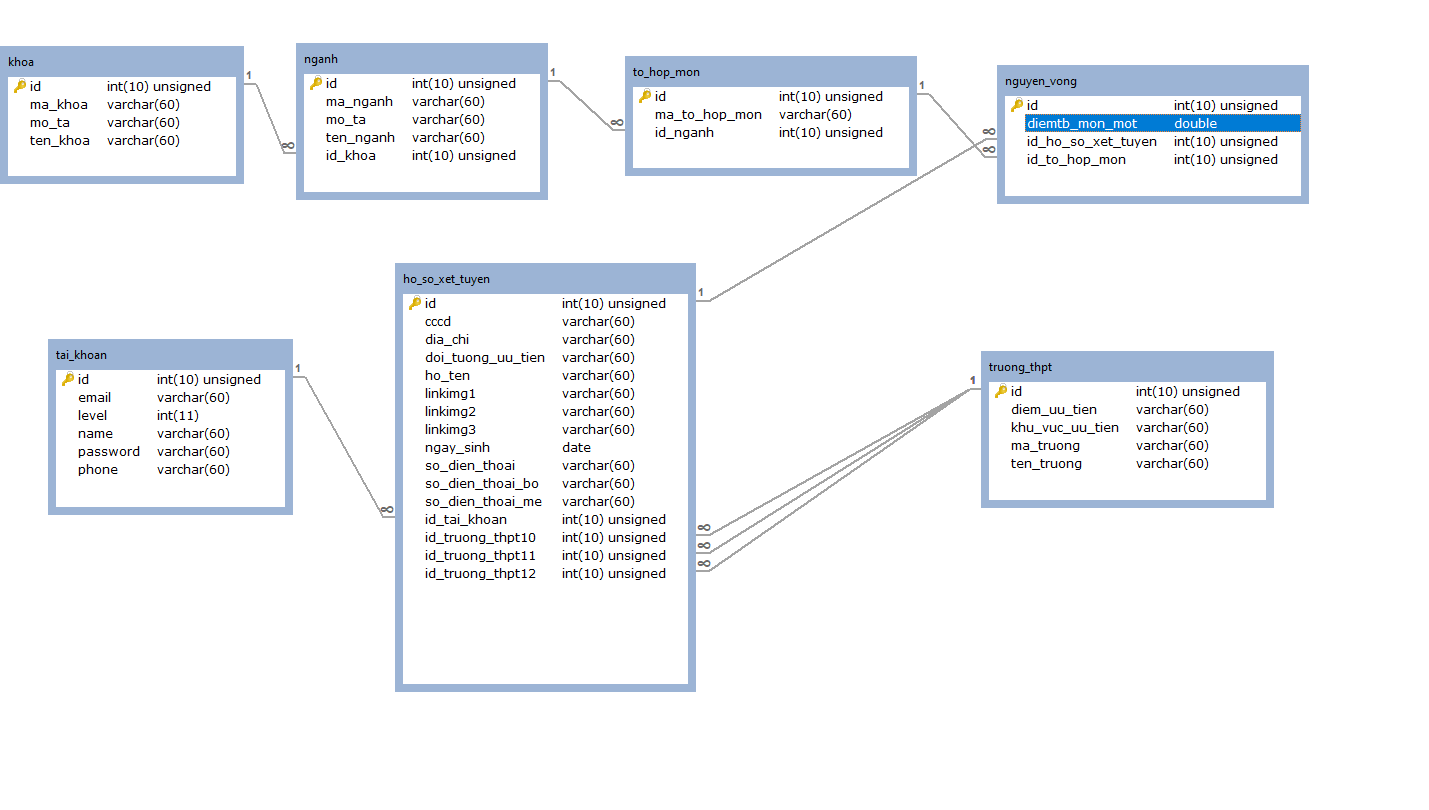 khoa
id int(10) unsigned
ma_khoa varchar(60)
mo_ta varchar(60)
ten_khoa varchar(60)
1
8
nganh
id int(10) unsigned
ma_nganh varchar(60)
mo_ta varchar(60)
ten_nganh varchar(60)
id_khoa int(10) unsigned
1
8
to_hop_mon
id int(10) unsigned
ma_to_hop_mon varchar(60)
id_nganh int(10) unsigned
1
8
8
nguyen_vong
id int(10) unsigned
diemtb_mon_mot double
id_ho_so_xet_tuyen int(10) unsigned
id_to_hop_mon int(10) unsigned
tai_khoan
id int(10) unsigned
email varchar(60)
level int(11)
name varchar(60)
password varchar(60)
phone varchar(60)
1
8
ho_so_xet_tuyen
id int(10) unsigned
cccd varchar(60)
dia_chi varchar(60)
doi_tuong_uu_tien varchar(60)
ho_ten varchar(60)
linkimg1 varchar(60)
linkimg2 varchar(60)
linkimg3 varchar(60)
ngay_sinh date
so_dien_thoai varchar(60)
so_dien_thoai_bo varchar(60)
so_dien_thoai_me varchar(60)
id_tai_khoan int(10) unsigned
id_truong_thpt10 int(10) unsigned
id_truong_thpt11 int(10) unsigned
id_truong_thpt12 int(10) unsigned
1
8
8
8
1
truong_thpt
id int(10) unsigned
diem_uu_tien varchar(60)
khu_vuc_uu_tien varchar(60)
ma_truong varchar(60)
ten_truong varchar(60)